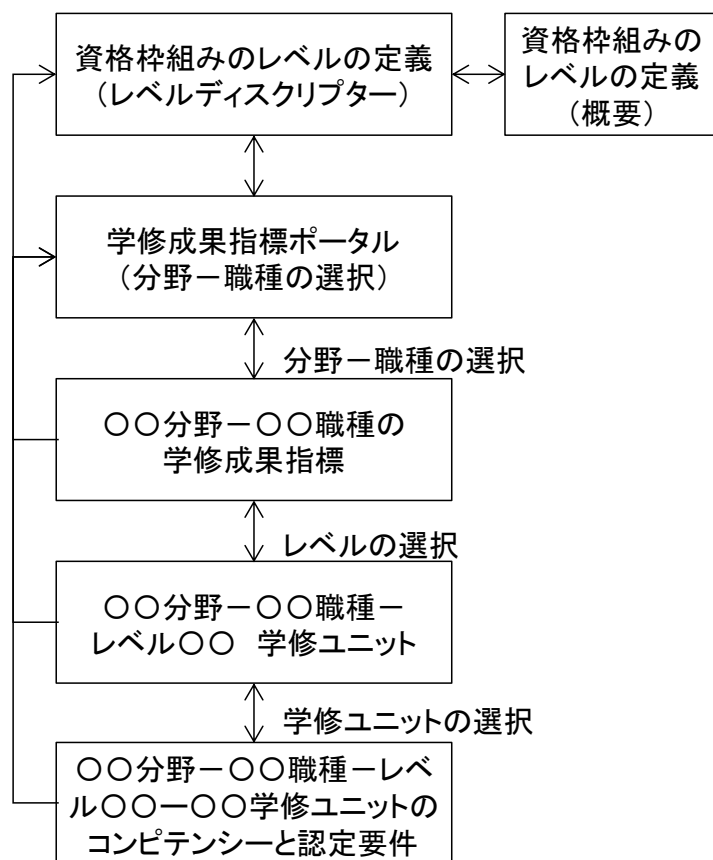 資格枠組みのレベルの定義
（レベルディスクリプター）
資格枠組みの
レベルの定義
（概要）
学修成果指標ポータル
（分野－職種の選択）
分野－職種の選択
〇〇分野－〇〇職種の
学修成果指標
レベルの選択
〇〇分野－〇〇職種－
レベル〇〇　学修ユニット
学修ユニットの選択
〇〇分野－〇〇職種－レベ
ル〇〇ー〇〇学修ユニットの
コンピテンシーと認定要件